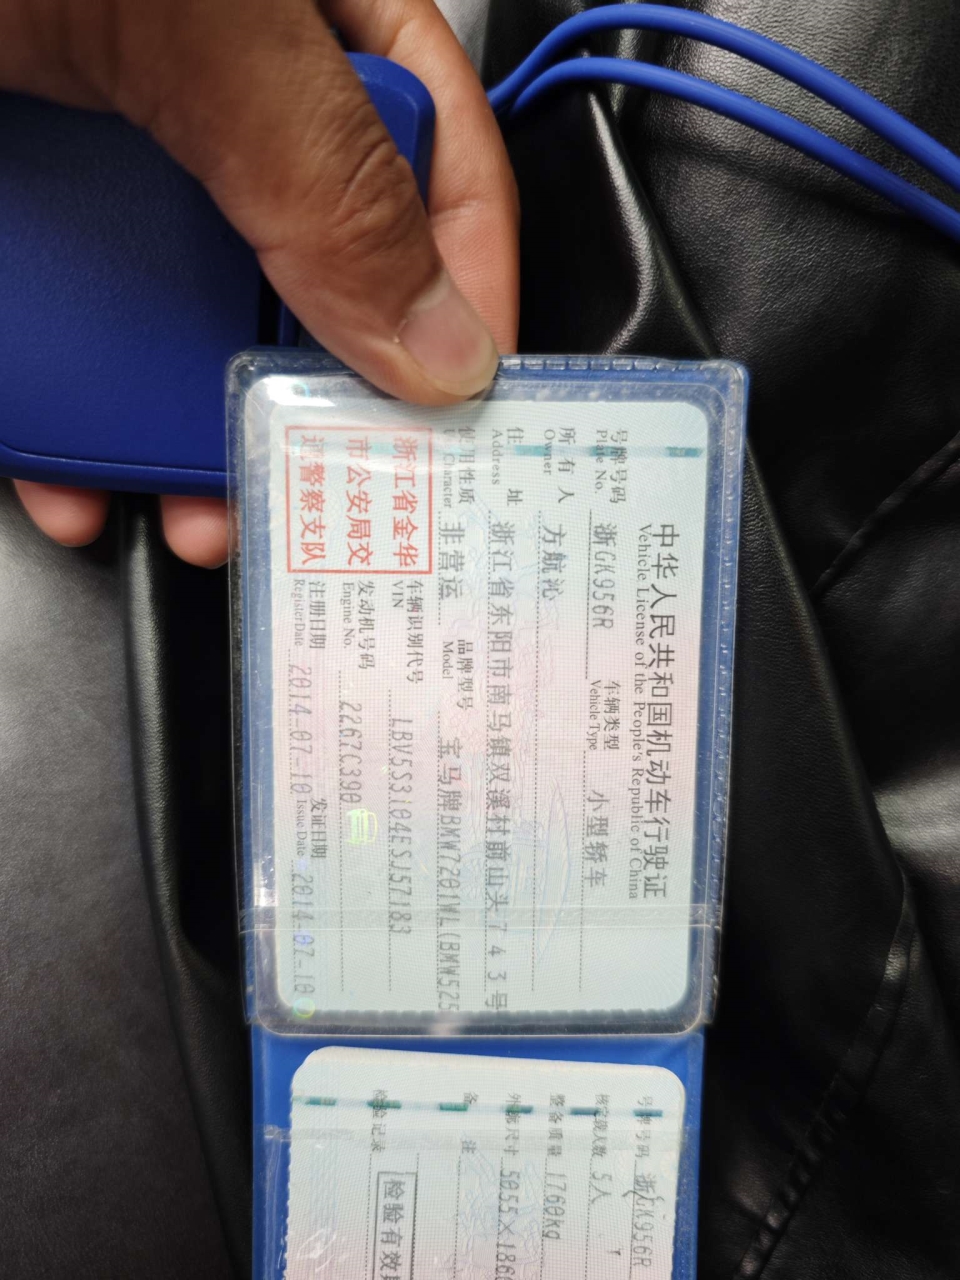 中华人民共和国机动车行驶证
Vehicle License of the People's Republic of China
号牌号码 浙GK956R 车辆类型 小型轿车
Plate No. Vehicle Type
所有人 方航沁
Owner
住址 浙江省东阳市南马镇双溪村前山头743号
Address
使用性质 非营运 品牌型号 宝马牌BMW7201WL(BMW525
Character Model
浙江省金华
市公安局交
通警察支队
车辆识别代号 LBV5S3104ESJ57183
VIN
发动机号码 226ZC390
Engine No.
注册日期 2014-07-10 发证日期 2014-07-10
Register Date Issue Date
号牌号码 浙GK956R
核定载人数 5人
整备质量 1760kg
外廓尺寸 5055×186
备注
检验记录 检验有效